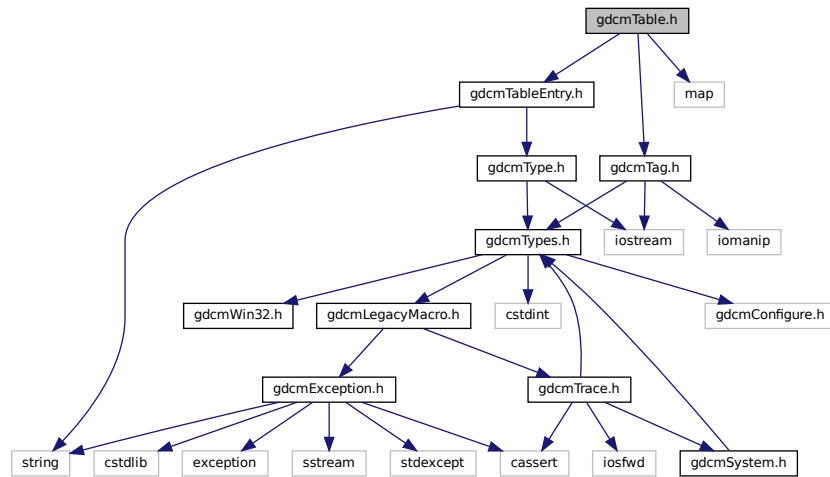 gdcmTable.h
gdcmTableEntry.h
map
gdcmType.h
gdcmTag.h
gdcmTypes.h
iostream
iomanip
gdcmWin32.h
gdcmLegacyMacro.h
cstdint
gdcmConfigure.h
gdcmException.h
gdcmTrace.h
string
cstdlib
exception
sstream
stdexcept
cassert
iosfwd
gdcmSystem.h